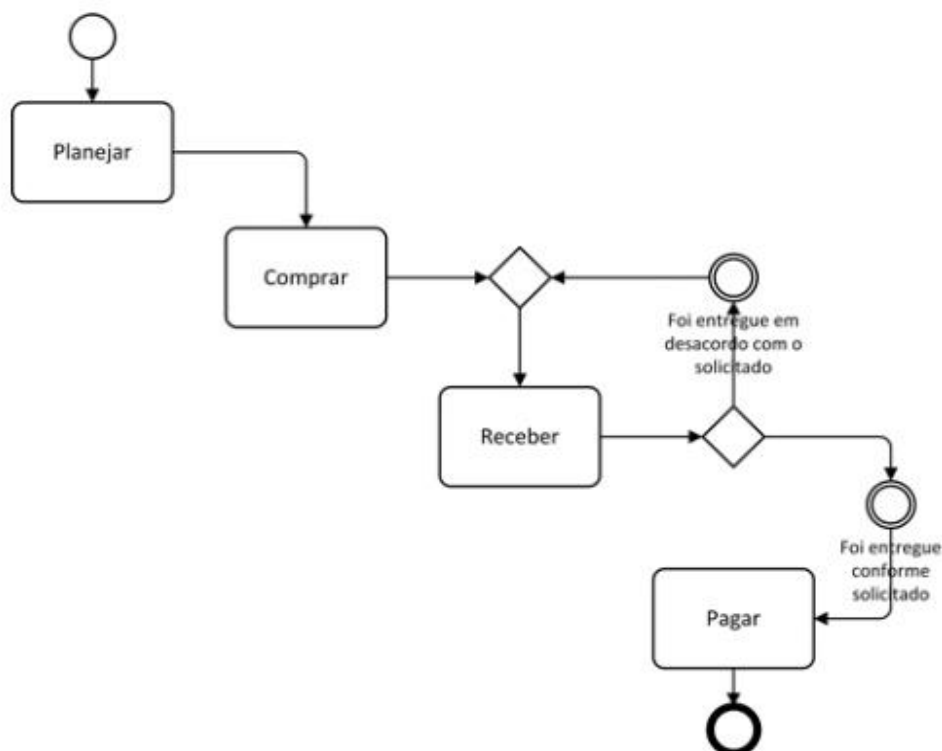 Planejar
Comprar
Foi entregue em
desacordo com o
solicitado
Receber
Foi entregue
conforme
solicitado
Pagar